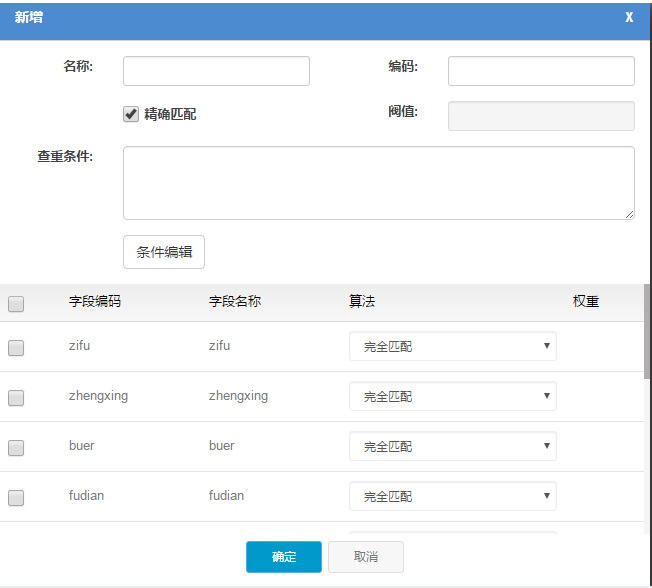 新增 X
名称: 编码:
精确匹配 阀值:
查重条件:
条件编辑
字段编码 字段名称 算法 权重
zifu zifu 完全匹配
zhengxing zhengxing 完全匹配
buer buer 完全匹配
fudian fudian 完全匹配
确定 取消